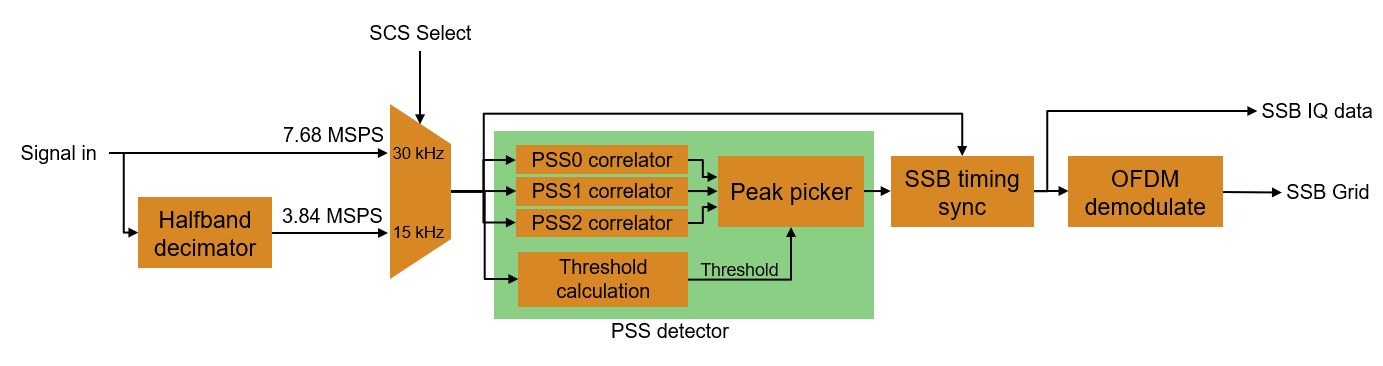 SCS Select
7.68 MSPS
Signal in
30 kHz
Halfband
decimator
3.84 MSPS
15 kHz
PSS0 correlator
PSS1 correlator
PSS2 correlator
Threshold
calculation
Threshold
Peak picker
PSS detector
SSB timing
sync
OFDM
demodulate
SSB IQ data
SSB Grid